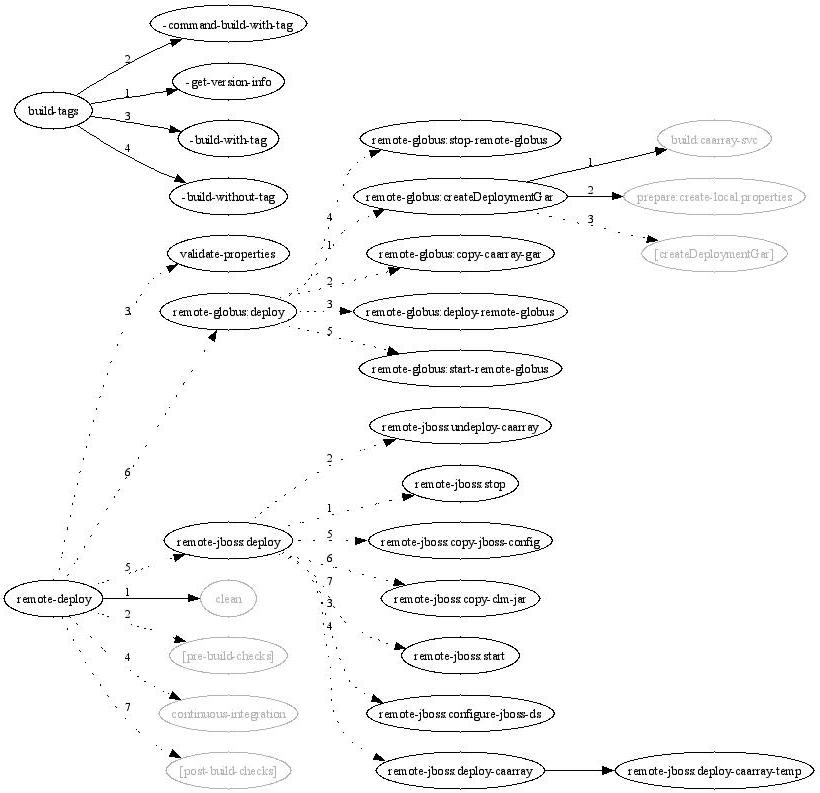 -command-build-with-tag
2
-get-version-info
build-tags
1
3
-build-with-tag
4
-build-without-tag
remote-globus:stop-remote-globus
build:caarray-svc
1
remote-globus:createDeploymentGar
2
prepare:create-local.properties
4
3
validate-properties
1
remote-globus:copy-caarray-gar
[createDeploymentGar]
2
3
remote-globus:deploy
3
remote-globus:deploy-remote-globus
5
remote-globus:start-remote-globus
remote-jboss:undeploy-caarray
6
2
remote-jboss:stop
1
remote-jboss:deploy
5
remote-jboss:copy-jboss-config
5
6
7
remote-deploy
1
clean
3
remote-jboss:copy-clm-jar
2
4
[pre-build-checks]
remote-jboss:start
4
7
continuous-integration
remote-jboss:configure-jboss-ds
[post-build-checks]
remote-jboss:deploy-caarray
remote-jboss:deploy-caarray-temp